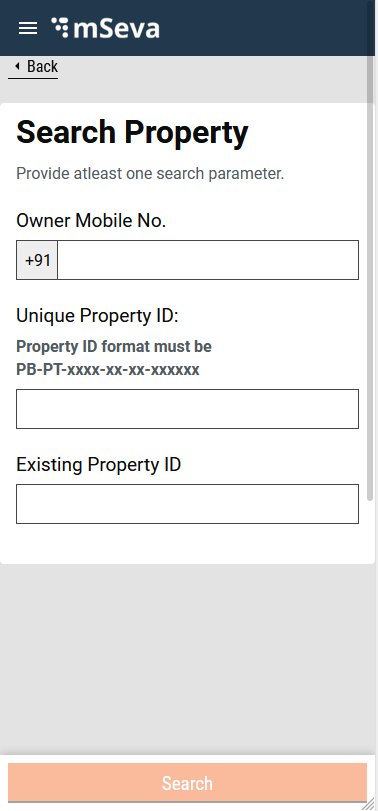 mSeva
Back
Search Property
Provide atleast one search parameter.
Owner Mobile No.
+91
Unique Property ID:
Property ID format must be
PB-PT-xxxx-xx-xx-xxxxxx
Existing Property ID
Search